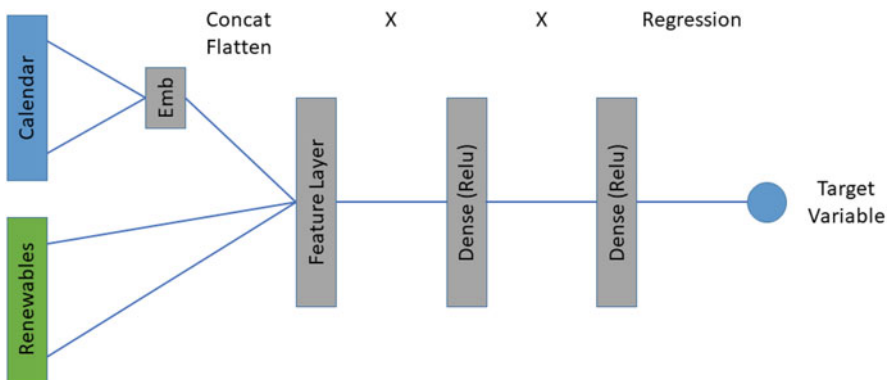 Concat
Flatten
X
X
Regression
Calendar
Emb
Renewables
Feature Layer
Dense (Relu)
Dense (Relu)
Target
Variable